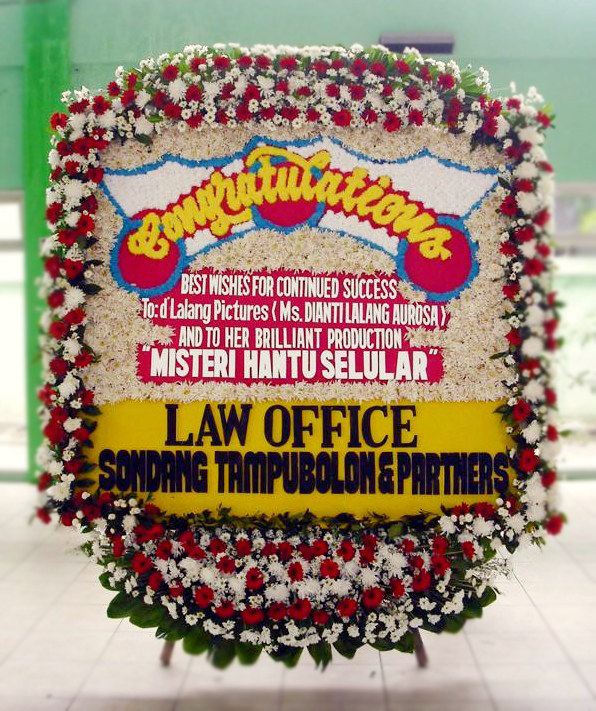 Congratulations
BEST WISHES FOR CONTINUED SUCCESS
To: d'Lalang Pictures ( Ms. DIANTI LALANG AUROSA )
AND TO HER BRILLIANT PRODUCTION
"MISTERI HANTU SELULAR"
LAW OFFICE
SONDANG TAMPUBOLON & PARTNERS